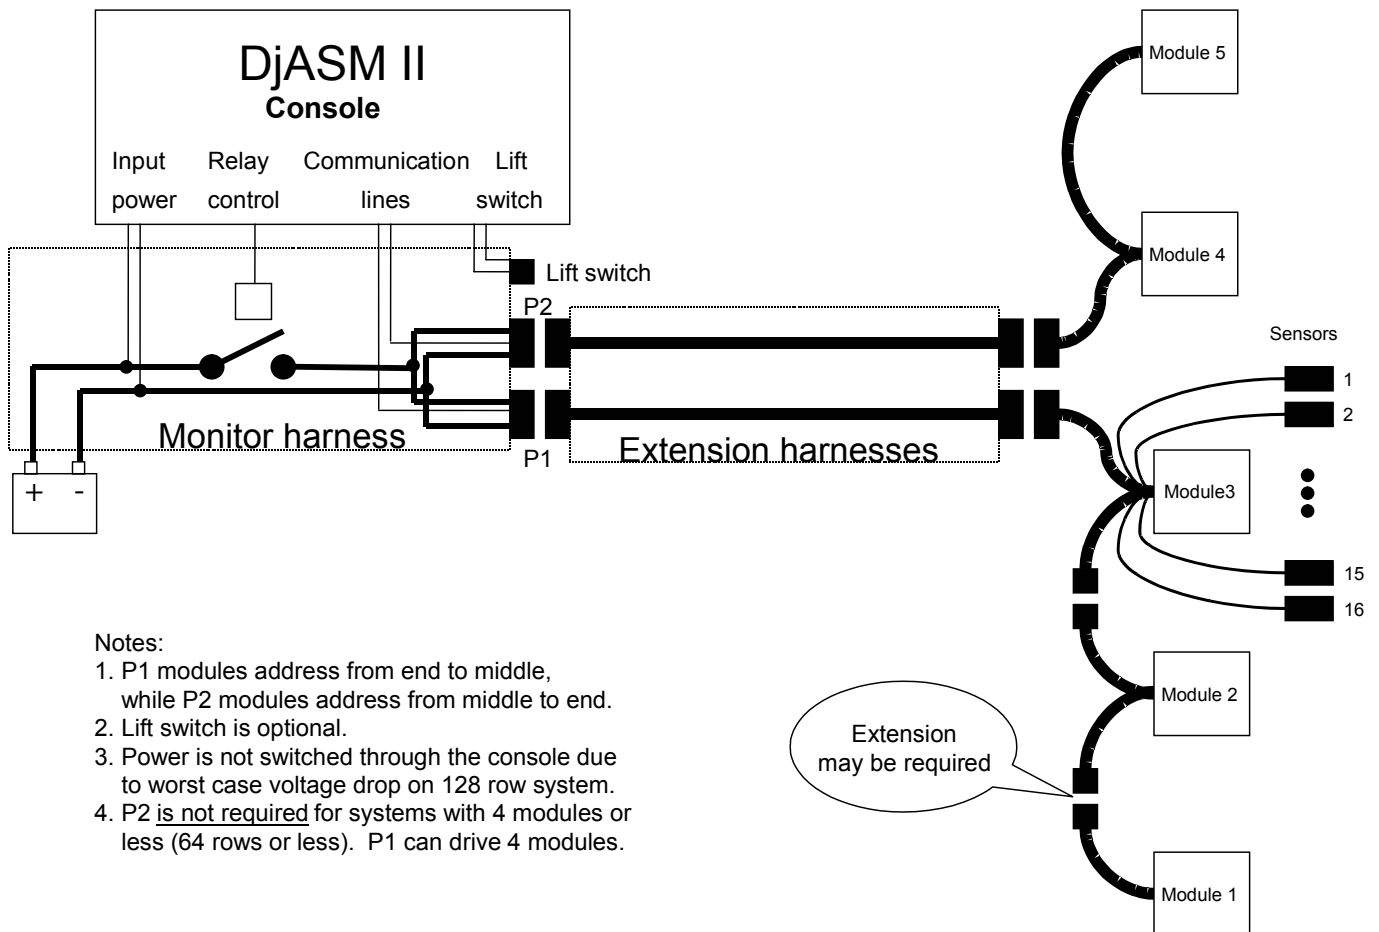 DjASM II
Console
Input Relay Communication Lift
power control lines switch
Lift switch
P2
P1
Monitor harness
Extension harnesses
+ -
Module 5
Module 4
Sensors
1
2
Module3
15
16
Module 2
Extension
may be required
Module 1
Notes:
1. P1 modules address from end to middle,
while P2 modules address from middle to end.
2. Lift switch is optional.
3. Power is not switched through the console due
to worst case voltage drop on 128 row system.
4. P2 is not required for systems with 4 modules or
less (64 rows or less). P1 can drive 4 modules.